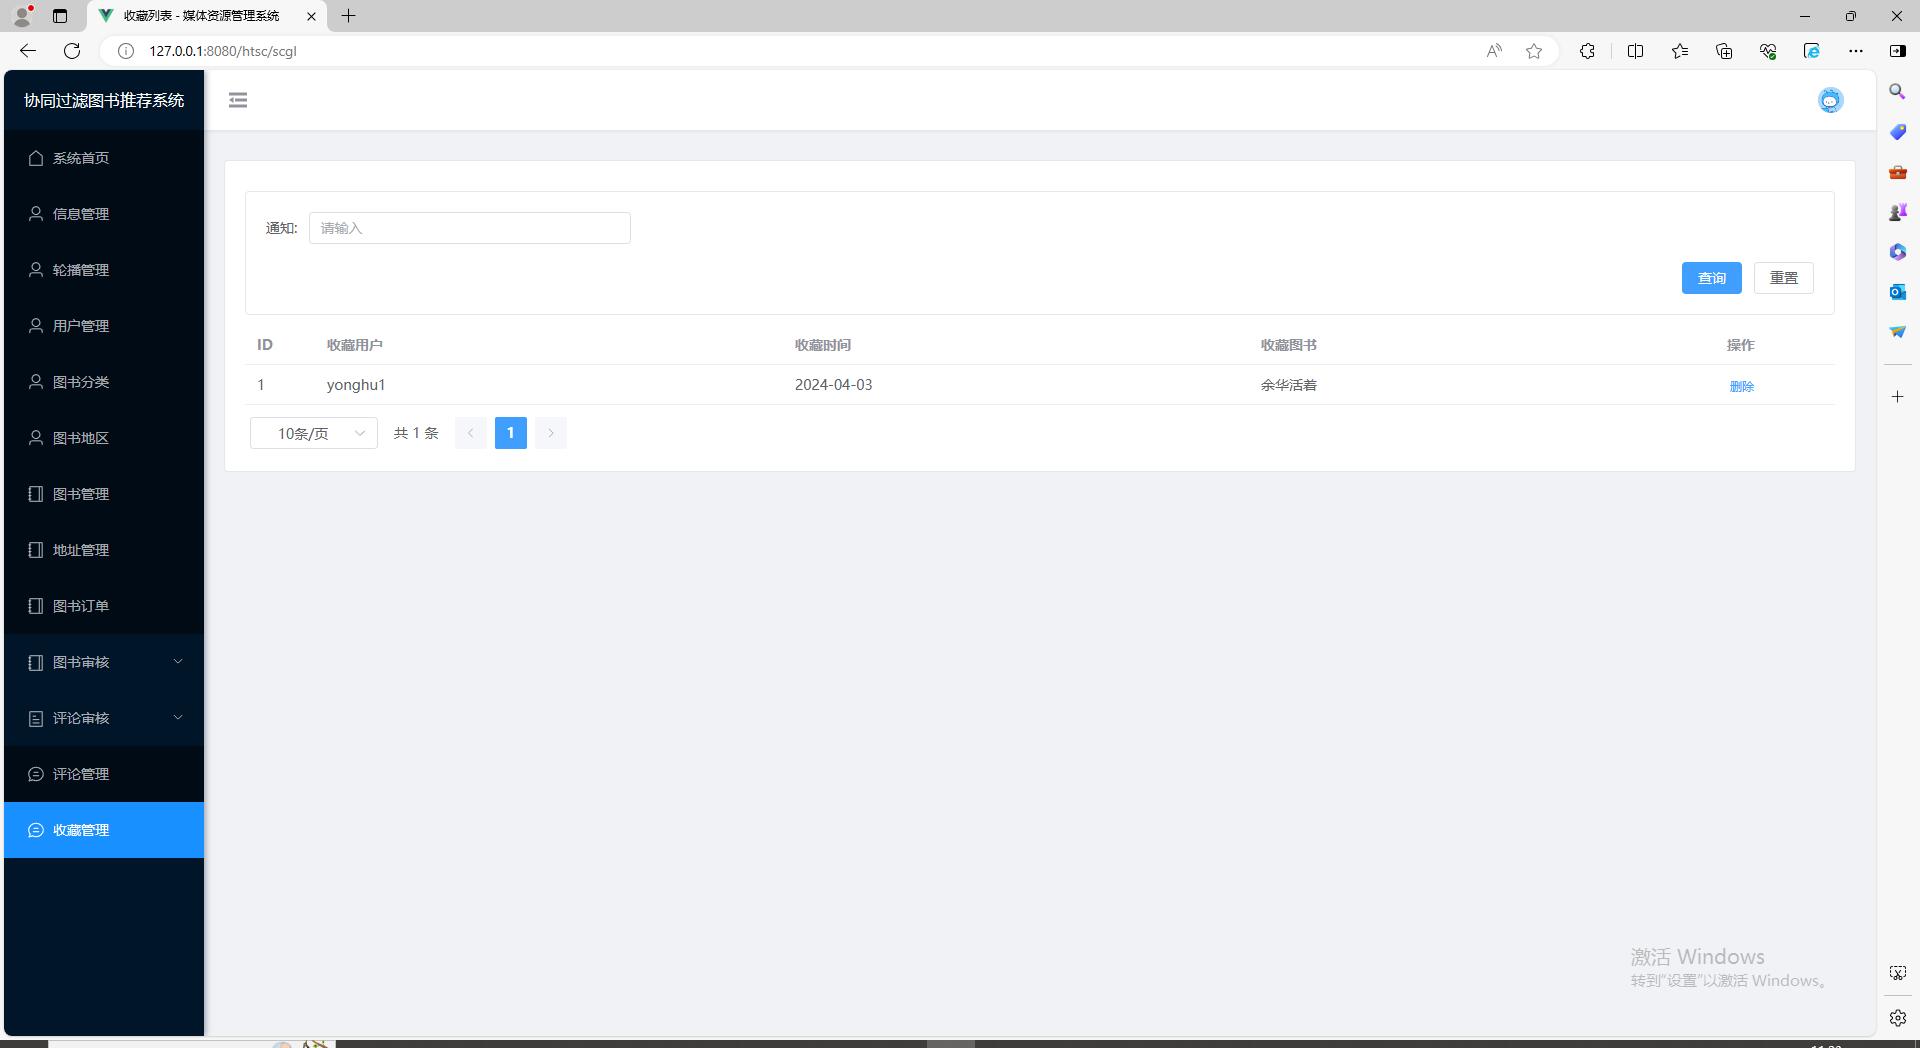 收藏列表 - 媒体资源管理系统
127.0.0.1:8080/htsc/scgl
协同过滤图书推荐系统
系统首页
信息管理
轮播管理
用户管理
图书分类
图书地区
图书管理
地址管理
图书订单
图书审核
评论审核
评论管理
收藏管理
通知: 请输入
查询 重置
ID 收藏用户 收藏时间 收藏图书 操作
1 yonghu1 2024-04-03 余华活着 删除
10条/页 共 1 条 1
激活 Windows
转到"设置"以激活 Windows。